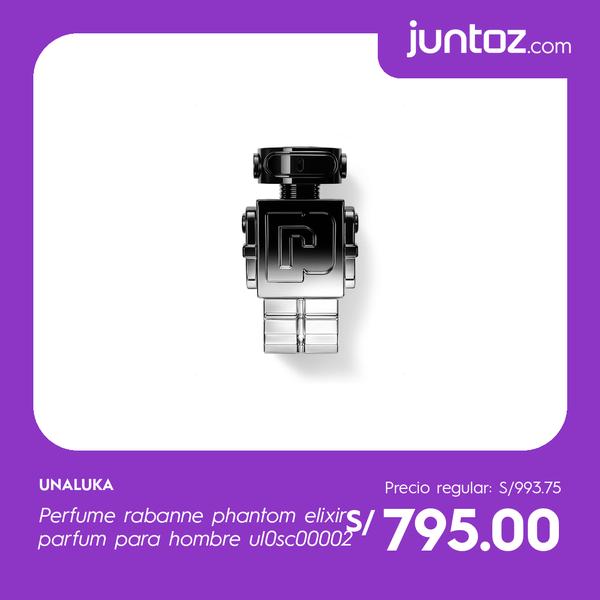 juntoz.com
UNALUKA
Perfume rabanne phantom elixir
parfum para hombre ul0sc00002
Precio regular: S/993.75
S/ 795.00